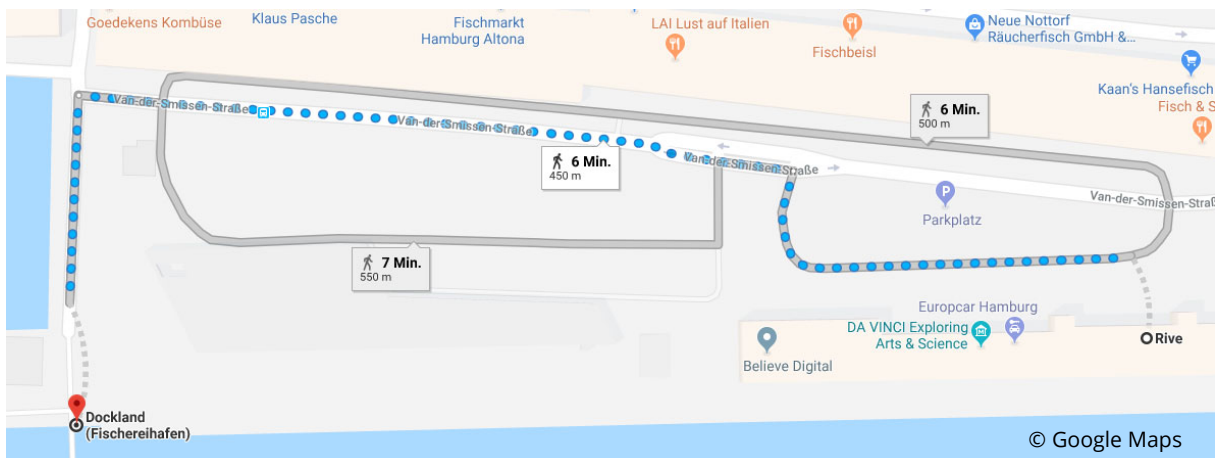 Goedekens Kombüse
Klaus Pasche
Fischmarkt
Hamburg Altona
LAI Lust auf Italien
Fischbeisl
Neue Nottorf
Räucherfisch GmbH &...
Kaan's Hansefisch
Fisch & S
6 Min.
500 m
Van-der-Smissen-Straße
Van-der-Smissen-Straße
6 Min.
450 m
Van-der-Smissen-Straße
P
Parkplatz
Van-der-Smissen-Straß
7 Min.
550 m
Europcar Hamburg
DA VINCI Exploring
Arts & Science
Believe Digital
Rive
Dockland
(Fischereihafen)
© Google Maps